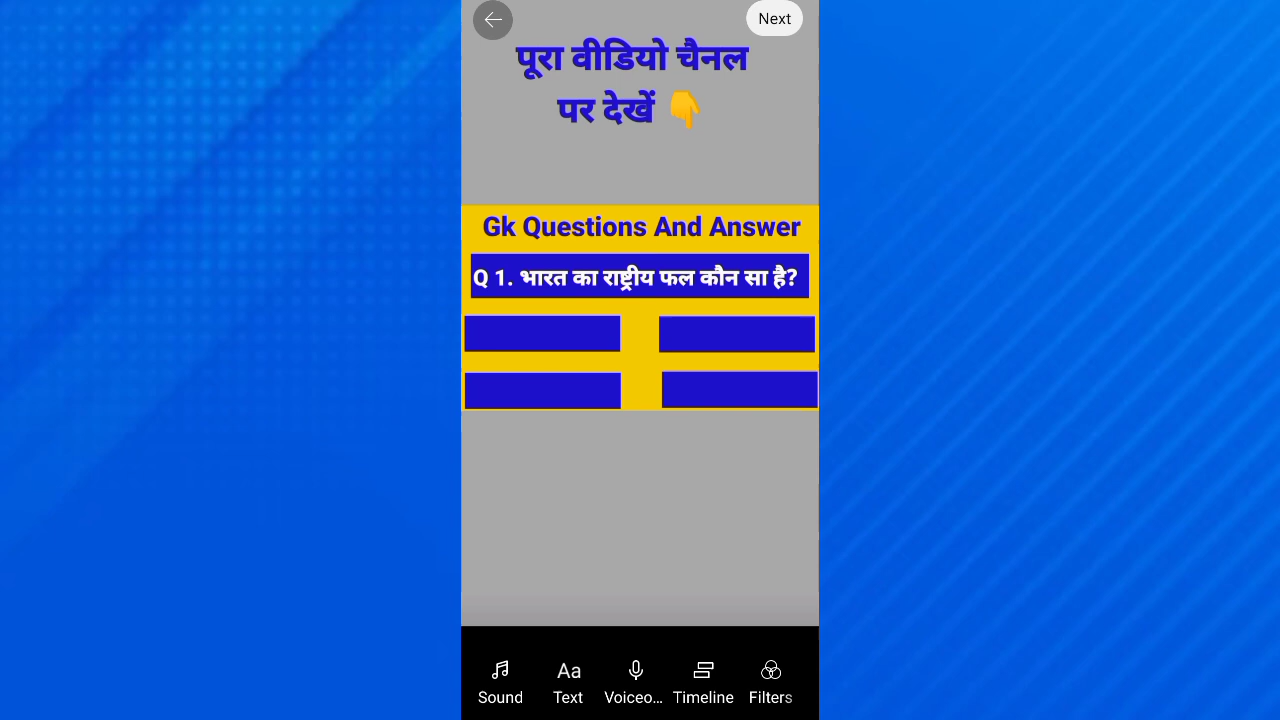 Next
पूरा वीडियो चैनल
पर देखें 👇
Gk Questions And Answer
Q 1. भारत का राष्ट्रीय फल कौन सा है?
Aa
Sound
Text
Voiceo...
Timeline
Filters